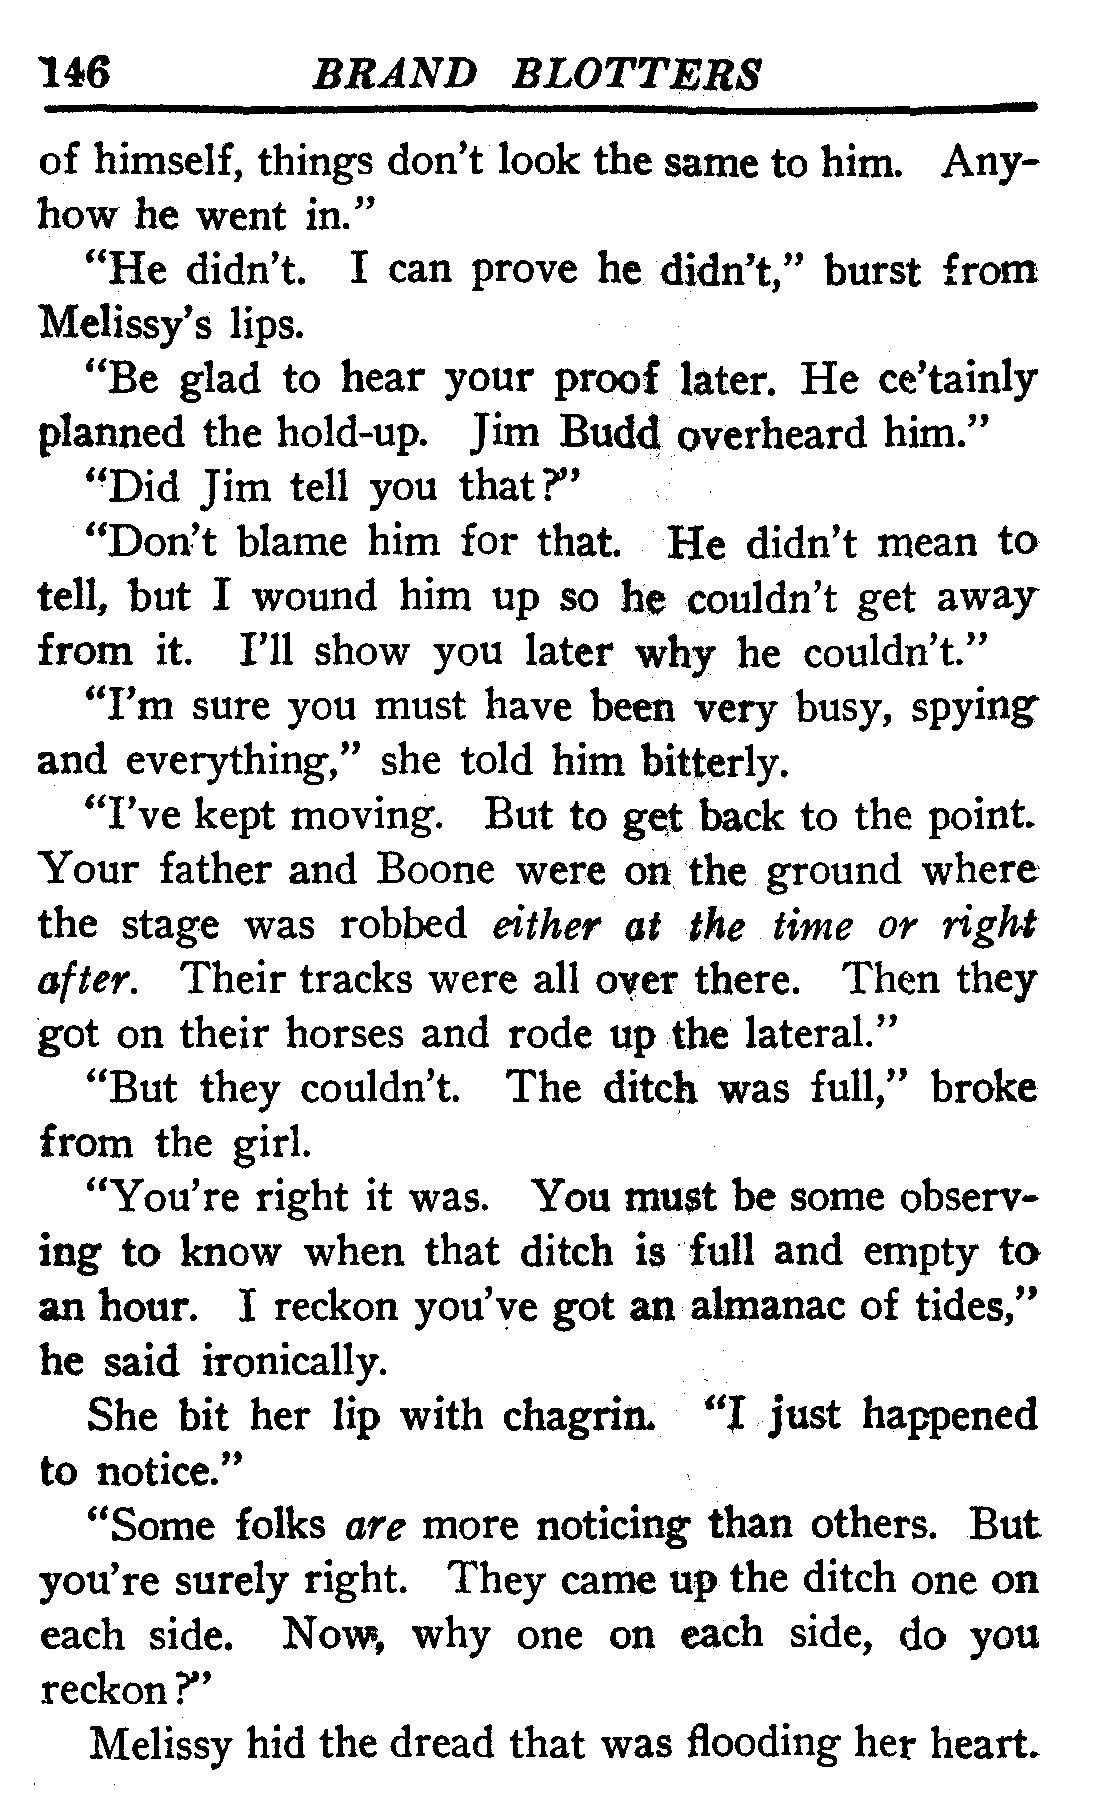 146 BRAND BLOTTERS
of himself, things don't look the same to him. Any-
how he went in."
"He didn't. I can prove he didn't," burst from
Melissy's lips.
"Be glad to hear your proof later. He ce'tainly
planned the hold-up. Jim Budd overheard him."
"Did Jim tell you that?"
"Don't blame him for that. He didn't mean to
tell, but I wound him up so he couldn't get away
from it. I'll show you later why he couldn't."
"I'm sure you must have been very busy, spying
and everything," she told him bitterly.
"I've kept moving. But to get back to the point.
Your father and Boone were on the ground where
the stage was robbed either at the time or right
after. Their tracks were all over there. Then they
got on their horses and rode up the lateral."
"But they couldn't. The ditch was full," broke
from the girl.
"You're right it was. You must be some observ-
ing to know when that ditch is full and empty to
an hour. I reckon you've got an almanac of tides,"
he said ironically.
She bit her lip with chagrin. "I just happened
to notice."
"Some folks are more noticing than others. But
you're surely right. They came up the ditch one on
each side. Now, why one on each side, do you
reckon?"
Melissy hid the dread that was flooding her heart.